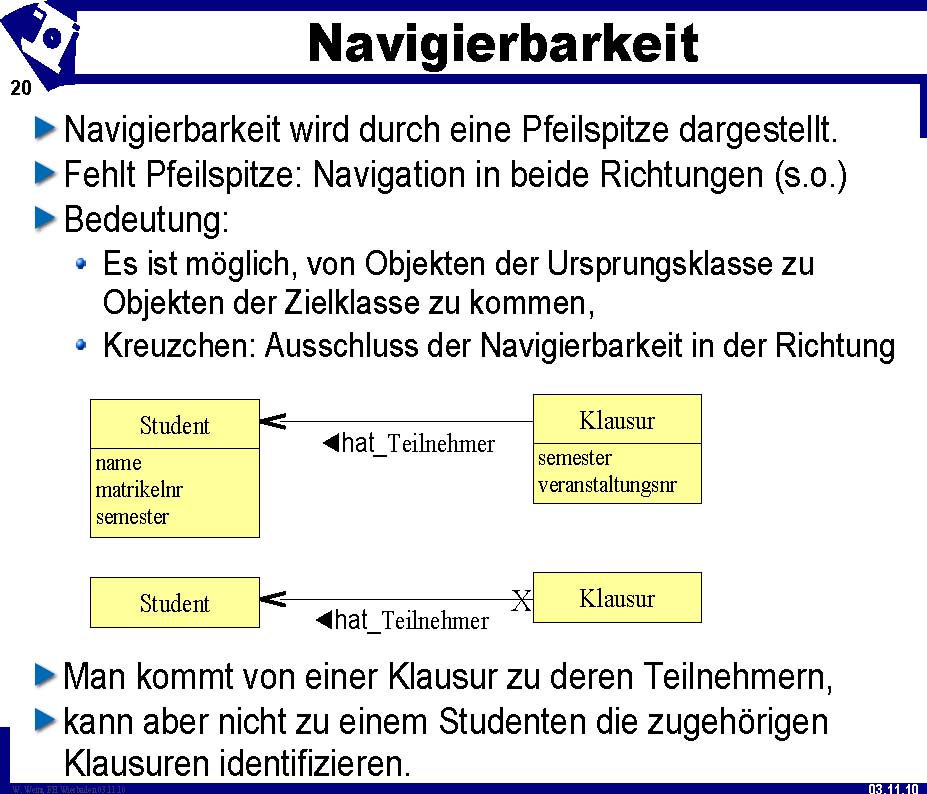 Navigierbarkeit
20
Navigierbarkeit wird durch eine Pfeilspitze dargestellt.
Fehlt Pfeilspitze: Navigation in beide Richtungen (s.o.)
Bedeutung:
Es ist möglich, von Objekten der Ursprungsklasse zu
Objekten der Zielklasse zu kommen,
Kreuzchen: Ausschluss der Navigierbarkeit in der Richtung
Student
name
matrikelnr
semester
◄hat_Teilnehmer
Klausur
semester
veranstaltungsnr
Student
◄hat_Teilnehmer
X
Klausur
Man kommt von einer Klausur zu deren Teilnehmern,
kann aber nicht zu einem Studenten die zugehörigen
Klausuren identifizieren.
W. Weitz, FH Wiesbaden 03.11.10
03.11.10